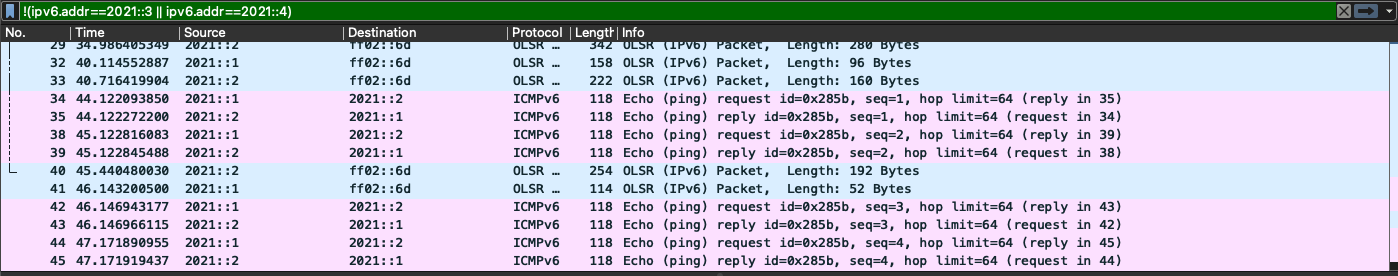 !(ipv6.addr==2021::3 || ipv6.addr==2021::4)
No. Time Source Destination Protocol Length Info
29 34.986405349 2021::2 ff02::6d OLSR … 342 OLSR (IPv6) Packet, Length: 280 Bytes
32 40.114552887 2021::1 ff02::6d OLSR … 158 OLSR (IPv6) Packet, Length: 96 Bytes
33 40.716419904 2021::2 ff02::6d OLSR … 222 OLSR (IPv6) Packet, Length: 160 Bytes
34 44.122093850 2021::1 2021::2 ICMPv6 118 Echo (ping) request id=0x285b, seq=1, hop limit=64 (reply in 35)
35 44.122272200 2021::2 2021::1 ICMPv6 118 Echo (ping) reply id=0x285b, seq=1, hop limit=64 (request in 34)
38 45.122816083 2021::1 2021::2 ICMPv6 118 Echo (ping) request id=0x285b, seq=2, hop limit=64 (reply in 39)
39 45.122845488 2021::2 2021::1 ICMPv6 118 Echo (ping) reply id=0x285b, seq=2, hop limit=64 (request in 38)
40 45.440480030 2021::2 ff02::6d OLSR … 254 OLSR (IPv6) Packet, Length: 192 Bytes
41 46.143200500 2021::1 ff02::6d OLSR … 114 OLSR (IPv6) Packet, Length: 52 Bytes
42 46.146943177 2021::1 2021::2 ICMPv6 118 Echo (ping) request id=0x285b, seq=3, hop limit=64 (reply in 43)
43 46.146966115 2021::2 2021::1 ICMPv6 118 Echo (ping) reply id=0x285b, seq=3, hop limit=64 (request in 42)
44 47.171890955 2021::1 2021::2 ICMPv6 118 Echo (ping) request id=0x285b, seq=4, hop limit=64 (reply in 45)
45 47.171919437 2021::2 2021::1 ICMPv6 118 Echo (ping) reply id=0x285b, seq=4, hop limit=64 (request in 44)